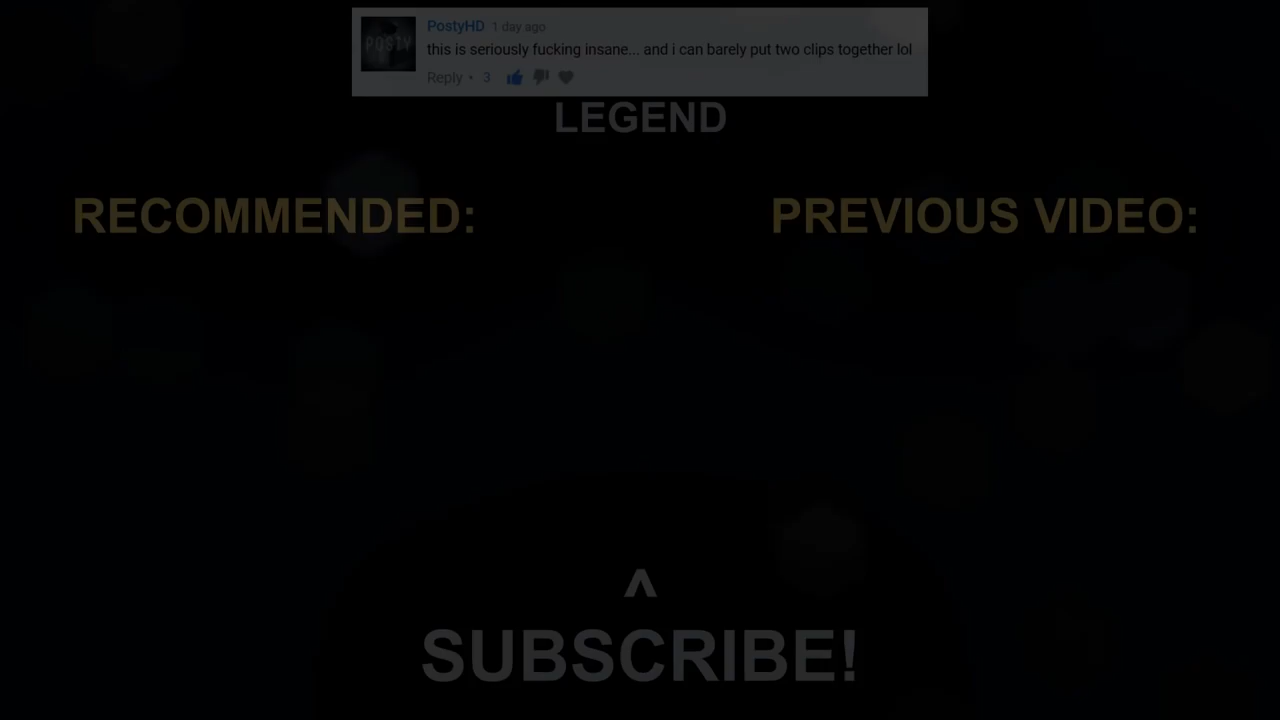 POSTY
PostyHD 1 day ago
this is seriously fucking insane... and i can barely put two clips together lol
Reply • 3
LEGEND
RECOMMENDED:
PREVIOUS VIDEO:
^
SUBSCRIBE!